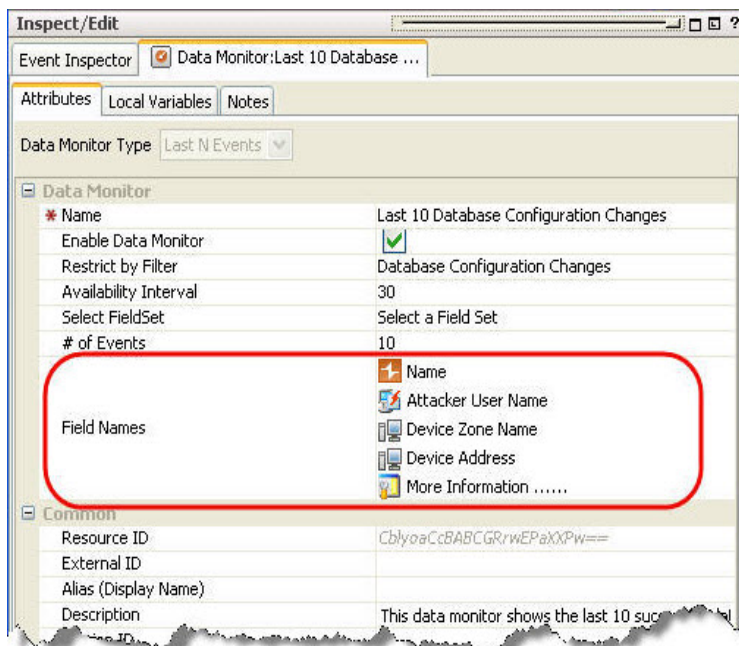 Inspect/Edit ?
Event Inspector Data Monitor:Last 10 Database ...
Attributes Local Variables Notes
Data Monitor Type Last N Events
Data Monitor
* Name Last 10 Database Configuration Changes
Enable Data Monitor
Restrict by Filter Database Configuration Changes
Availability Interval 30
Select FieldSet Select a Field Set
# of Events 10
Field Names
Name
Attacker User Name
Device Zone Name
Device Address
More Information ......
Common
Resource ID CblyoaCcBABCGRrwEPaXXPw==
External ID
Alias (Display Name)
Description This data monitor shows the last 10
ID